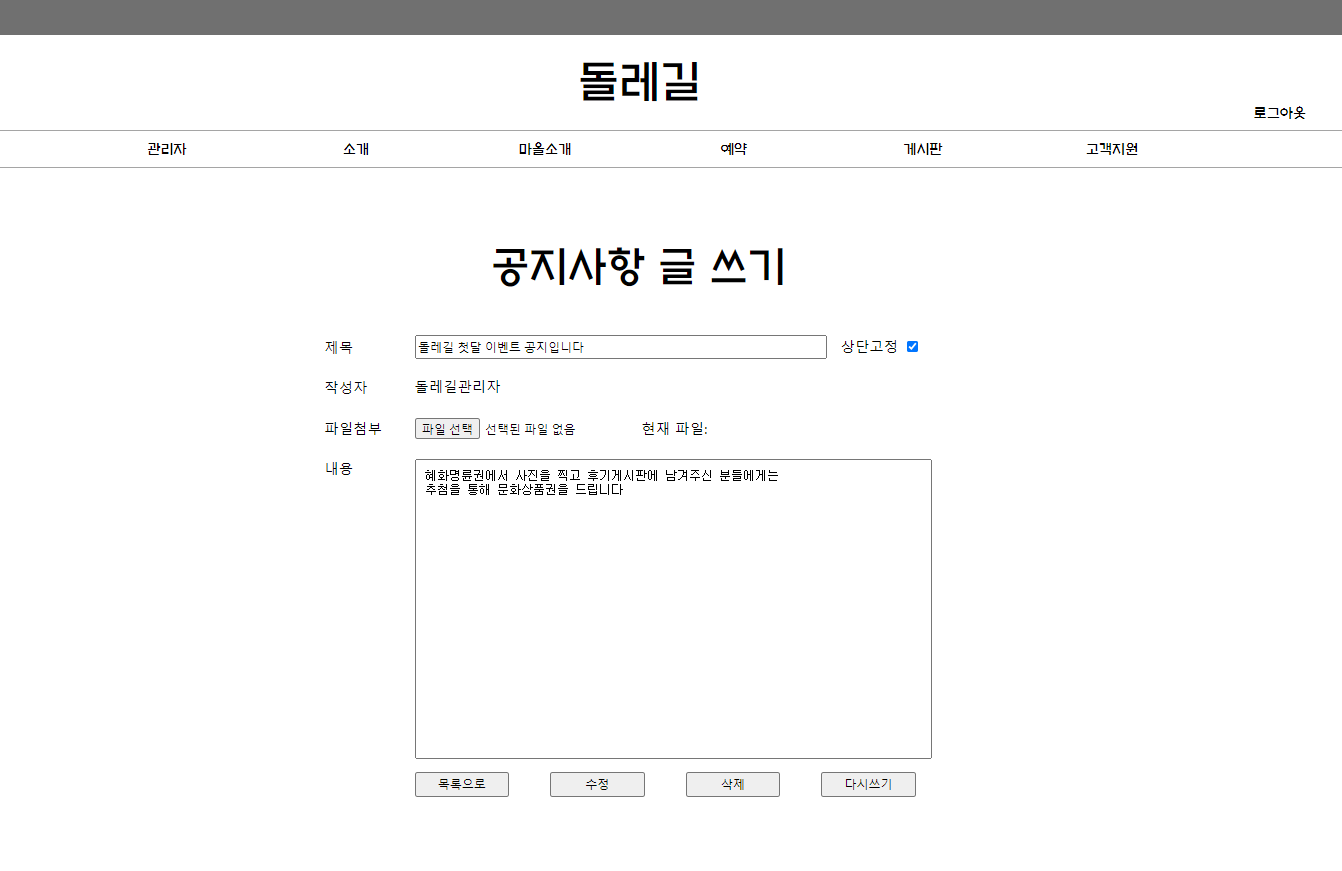 돌레길
로그아웃
관리자 소개 마을소개 예약 게시판 고객지원
공지사항 글 쓰기
제목 돌레길 첫달 이벤트 공지입니다 상단고정
작성자 돌레길관리자
파일첨부 파일 선택 선택된 파일 없음 현재 파일:
내용
혜화명륜권에서 사진을 찍고 후기게시판에 남겨주신 분들에게는
추첨을 통해 문화상품권을 드립니다
목록으로 수정 삭제 다시쓰기